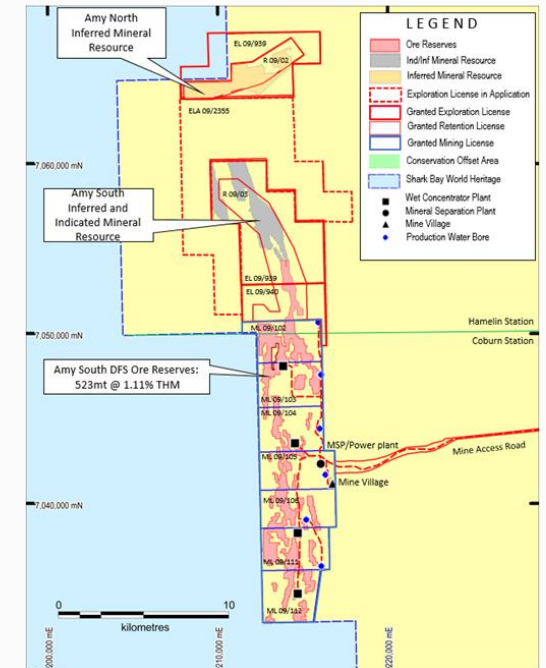 Amy North
Inferred Mineral
Resource
EL 09/939
R 09/02
ELA 09/2355
LEGEND
Ore Reserves
Ind/Inf Mineral Resource
Inferred Mineral Resource
Exploration License in Application
Granted Exploration License
Granted Retention License
Granted Mining License
Conservation Offset Area
Shark Bay World Heritage
Wet Concentrator Plant
Mineral Separation Plant
Mine Village
Production Water Bore
7,060,000 mN
R 09/03
Amy South
Inferred and
Indicated Mineral
Resource
EL 09/939
EL 09/940
ML 09/102
7,050,000 mN
Hamelin Station
Coburn Station
Amy South DFS Ore Reserves:
523mt @ 1.11% THM
ML 09/103
ML 09/104
MSP/Power plant
Mine Access Road
ML 09/105
Mine Village
7,040,000 mN
ML 09/106
ML 09/111
ML 09/112
0
10
kilometres
200,000 mE
210,000 mE
220,000 mE